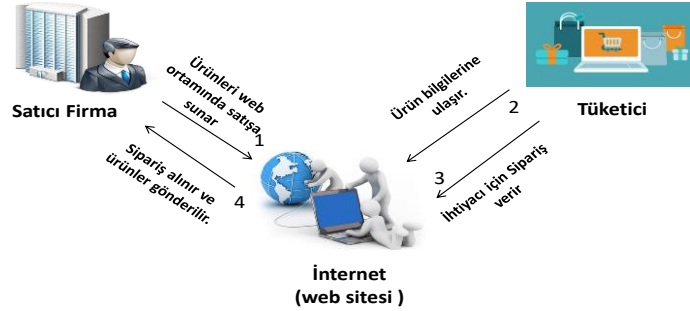 Satıcı Firma
Ürünleri web
ortamında satışa
sunar
1
Sipariş alınır ve
ürünler gönderilir.
4
Ürün bilgilerine
ulaşır.
2
Tüketici
3
İhtiyacı için Sipariş
verir
İnternet
(web sitesi )